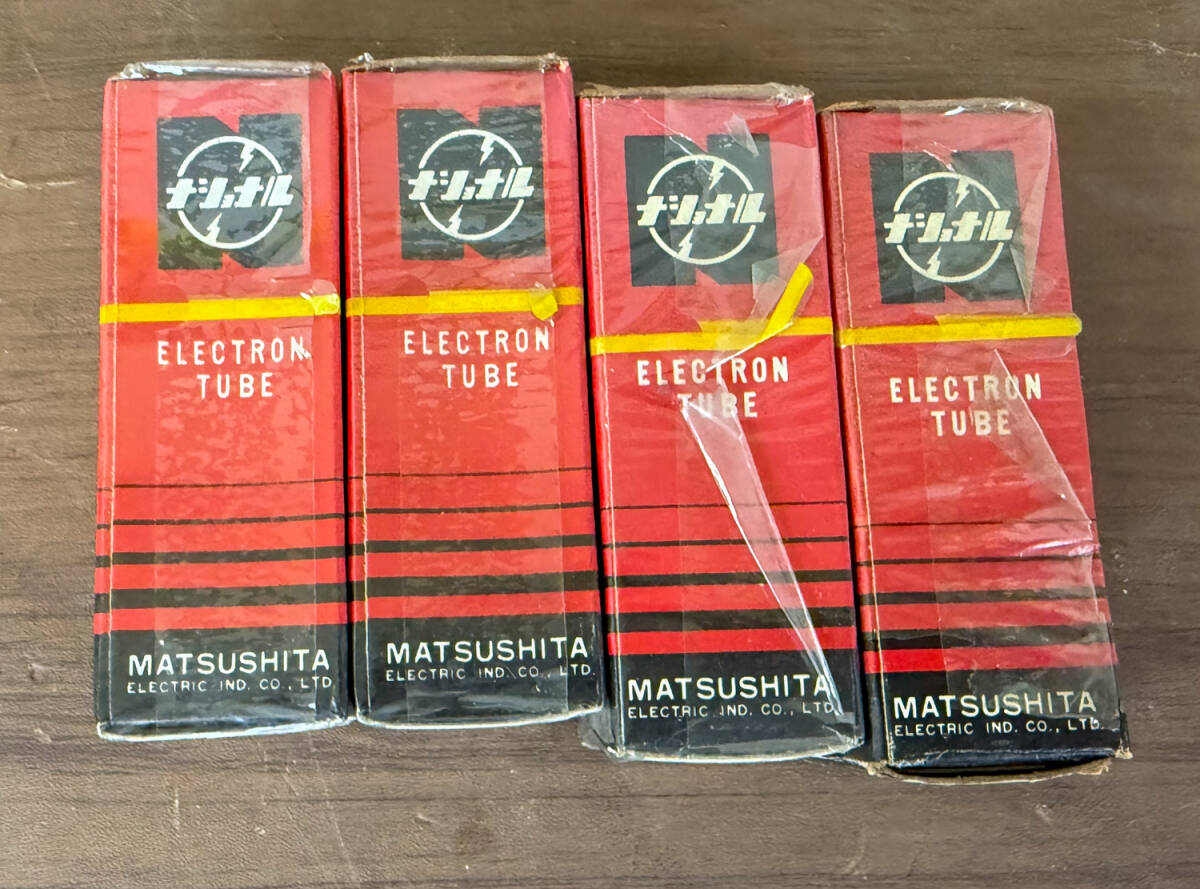 N
ナショナル
ELECTRON
TUBE
MATSUSHITA
ELECTRIC IND. CO., LTD.
N
ナショナル
ELECTRON
TUBE
MATSUSHITA
ELECTRIC IND. CO., LTD.
N
ナショナル
ELECTRON
TUBE
MATSUSHITA
ELECTRIC IND. CO., LTD.
N
ナショナル
ELECTRON
TUBE
MATSUSHITA
ELECTRIC IND. CO., LTD.